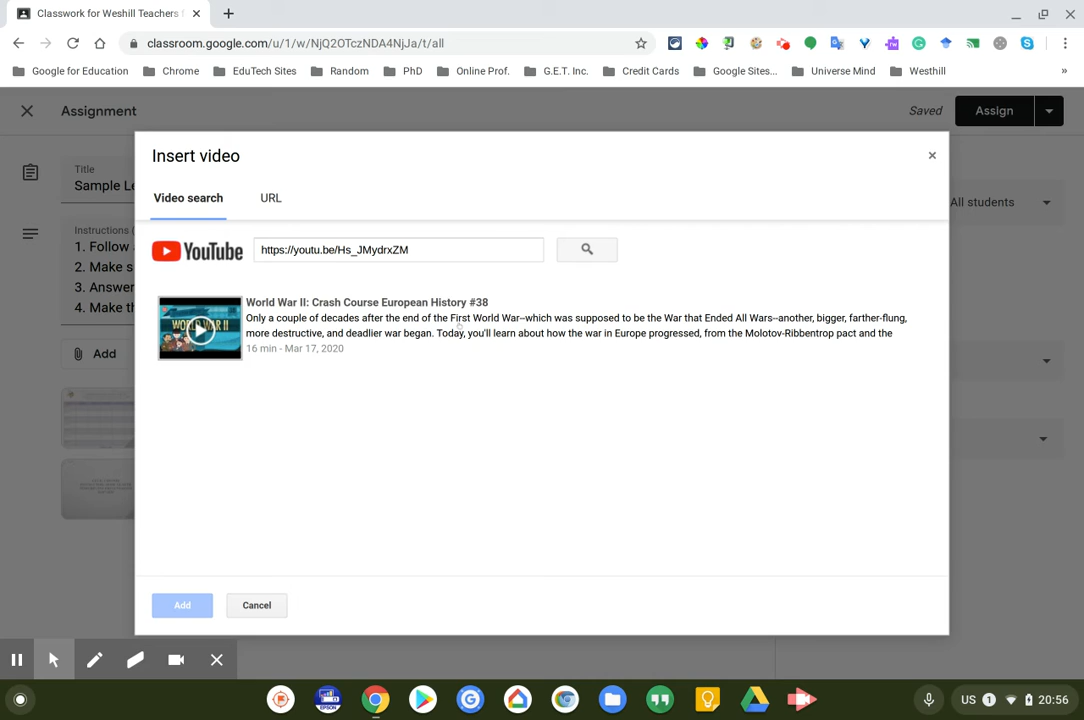 Classwork for Weshill Teachers f
classroom.google.com/u/1/w/NjQ2OTczNDA4NjJa/t/all
Google for Education
Chrome
EduTech Sites
Random
PhD
Online Prof.
G.E.T. Inc.
Credit Cards
Google Sites...
Universe Mind
Westhill
»
Assignment
Saved
Assign
Title
Sample Le
Instructions (
1. Follow
2. Make s
3. Answer
4. Make th
Add
All students
Insert video
Video search
URL
YouTube
https://youtu.be/Hs_JMydrxZM
WORLD WAR II
World War II: Crash Course European History #38
Only a couple of decades after the end of the First World War--which was supposed to be the War that Ended All Wars--another, bigger, farther-flung,
more destructive, and deadlier war began. Today, you'll learn about how the war in Europe progressed, from the Molotov-Ribbentrop pact and the
16 min - Mar 17, 2020
Add
Cancel
EPSON
US
1
20:56